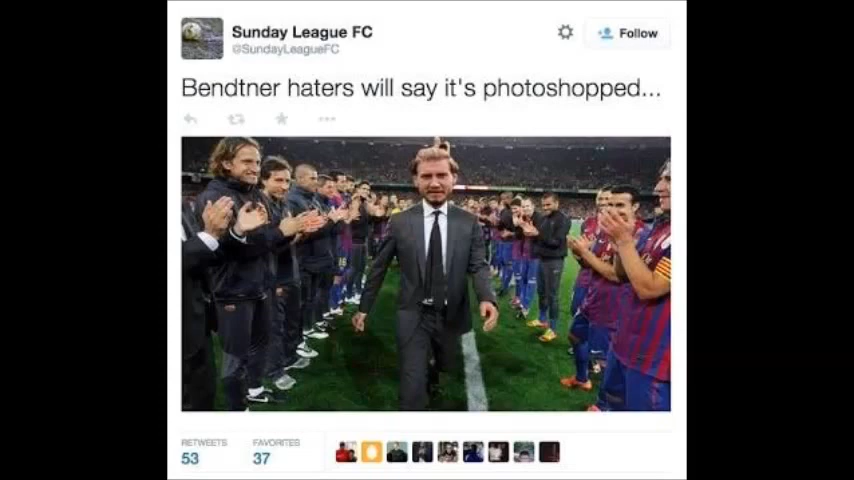 Sunday League FC
@SundayLeagueFC
Follow
Bendtner haters will say it's photoshopped...
RETWEETS
FAVORITES
53
37